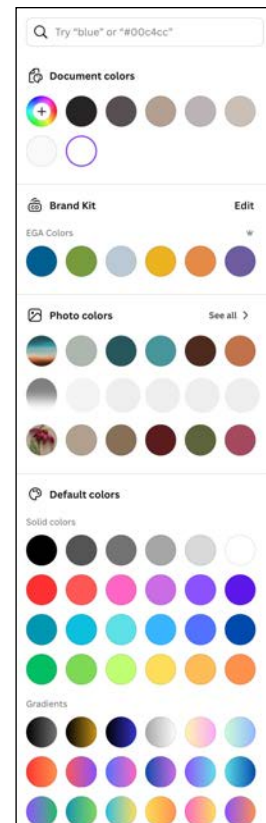 Try "blue" or "#00c4cc"
Document colors
Brand Kit
Edit
EGA Colors
Photo colors
See all >
Default colors
Solid colors
Gradients